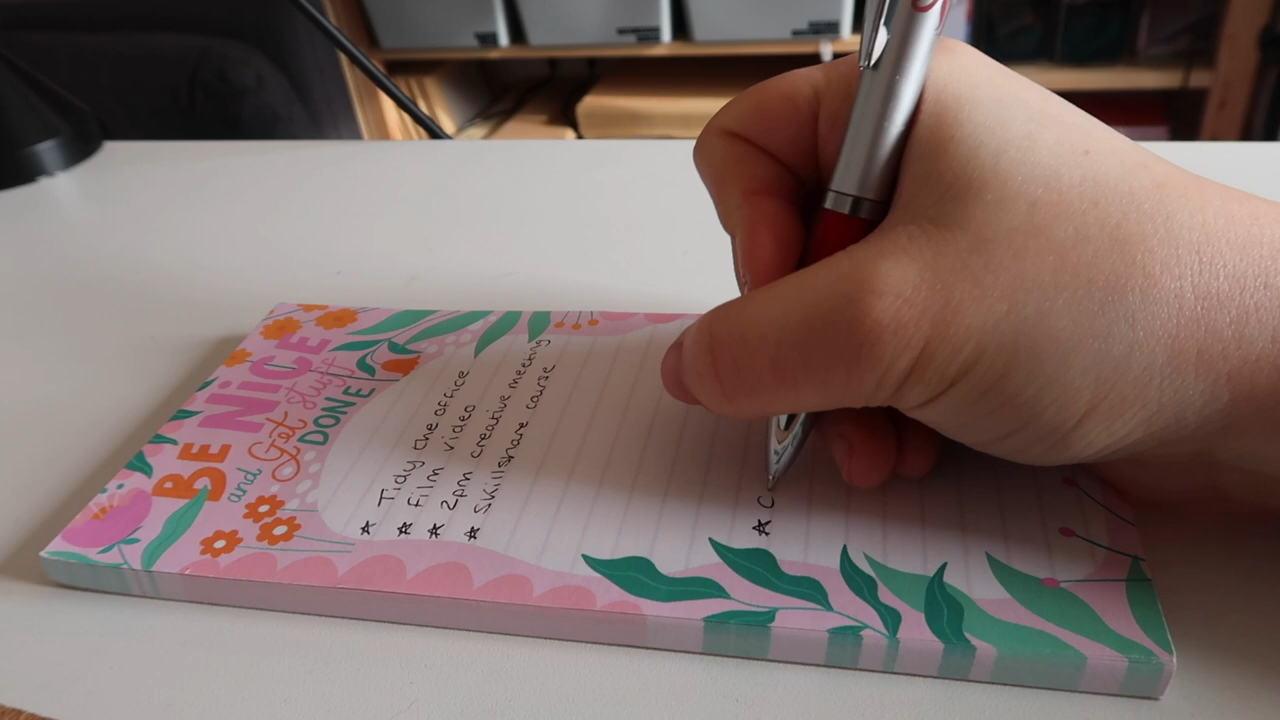 BE NICE
and Get stuff
DONE
☆ Tidy the office
☆ Film video
☆ 2pm creative meeting
☆ Skillshare course
☆ C